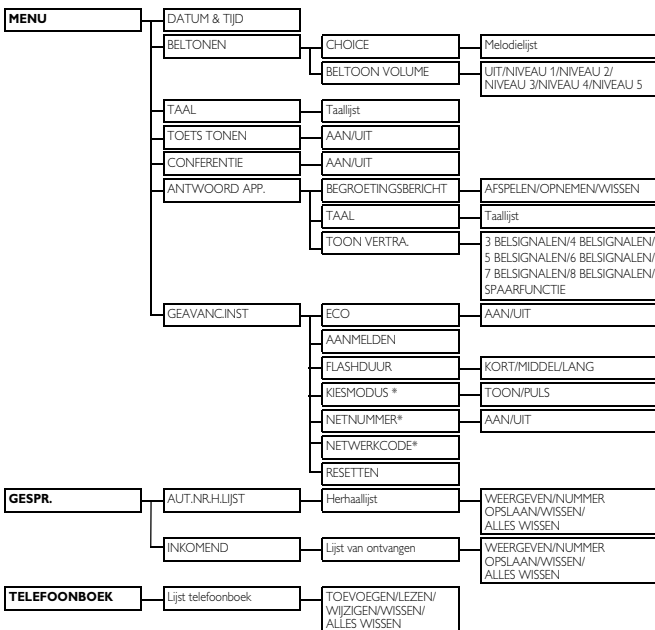 MENU
DATUM & TIJD
BELTONEN
CHOICE
Melodielijst
BELTOON VOLUME
UIT/NIVEAU 1/NIVEAU 2/
NIVEAU 3/NIVEAU 4/NIVEAU 5
TAAL
Taallijst
TOETS TONEN
AAN/UIT
CONFERENTIE
AAN/UIT
ANTWOORD APP.
BEGROETINGSBERICHT
AFSPELEN/OPNEMEN/WISSEN
TAAL
Taallijst
TOON VERTRA.
3 BELSIGNALEN/4 BELSIGNALEN/
5 BELSIGNALEN/6 BELSIGNALEN/
7 BELSIGNALEN/8 BELSIGNALEN/
SPAARFUNCTIE
GEAVANC.INST
ECO
AAN/UIT
AANMELDEN
FLASHDUUR
KORT/MIDDEL/LANG
KIESMODUS *
TOON/PULS
NETNUMMER*
AAN/UIT
NETWERKCODE*
RESETTEN
GESPR.
AUT.NR.H.LIJST
Herhaallijst
WEERGEVEN/NUMMER
OPSLAAN/WISSEN/
ALLES WISSEN
INKOMEND
Lijst van ontvangen
WEERGEVEN/NUMMER
OPSLAAN/WISSEN/
ALLES WISSEN
TELEFOONBOEK
Lijst telefoonboek
TOEVOEGEN/LEZEN/
WIJZIGEN/WISSEN/
ALLES WISSEN